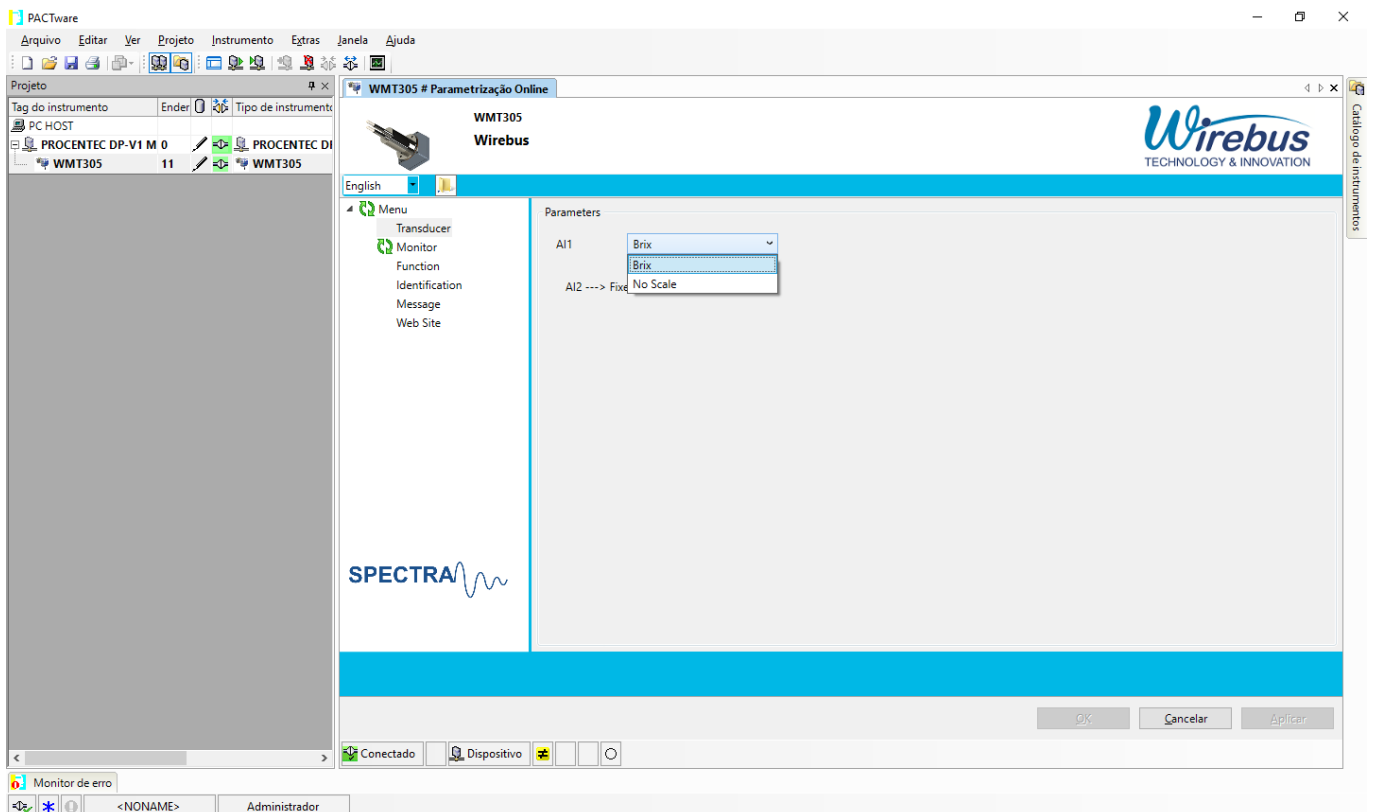 PACTware
Arquivo Editar Ver Projeto Instrumento Extras Janela Ajuda
Projeto
Tag do instrumento Ender Tipo de instrumento
PC HOST
PROCENTEC DP-V1 M 0 PROCENTEC DI
WMT305 11 WMT305
WMT305 # Parametrização Online
WMT305
Wirebus
Wirebus
TECHNOLOGY & INNOVATION
English
Menu
Transducer
Monitor
Function
Identification
Message
Web Site
SPECTRA
Parameters
AI1 Brix
Brix
No Scale
AI2 ---> Fixe
OK Cancelar Aplicar
Conectado Dispositivo
Catálogo de instrumentos
Monitor de erro
<NONAME> Administrador